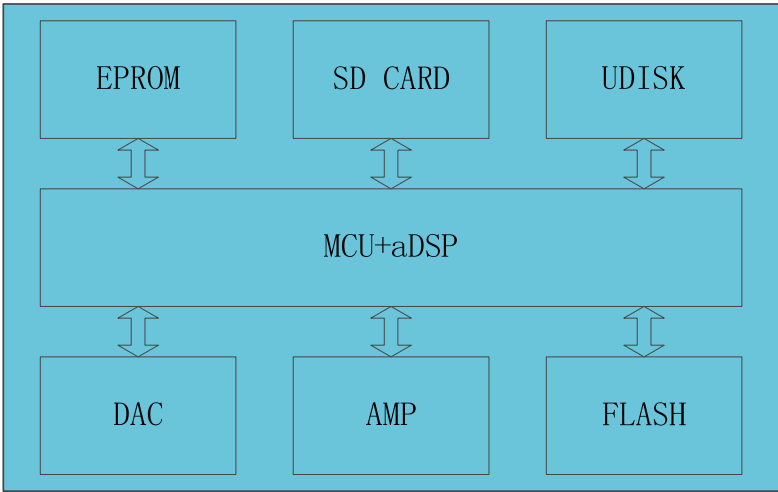 EPROM
SD CARD
UDISK
MCU+aDSP
DAC
AMP
FLASH